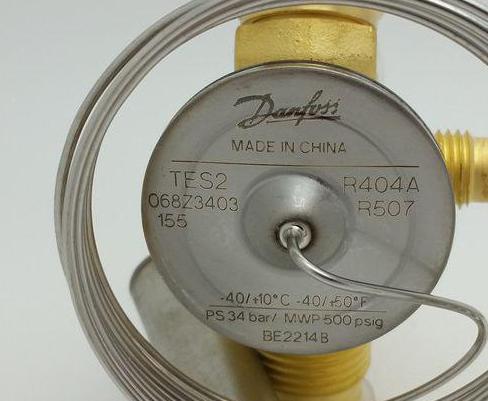 Danfoss
MADE IN CHINA
TES2 R404A
068Z3403 R507
155
-40/+10°C -40/+50°F
PS 34 bar/ MWP 500 psig
BE2214B